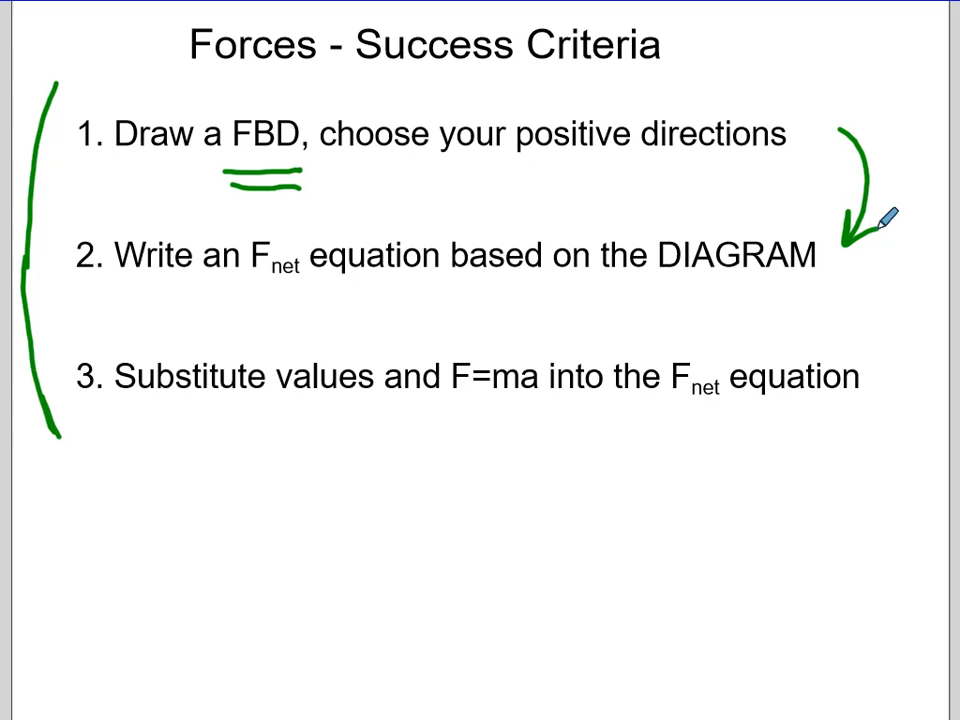 Forces - Success Criteria
1. Draw a FBD, choose your positive directions
2. Write an Fnet equation based on the DIAGRAM
3. Substitute values and F=ma into the Fnet equation